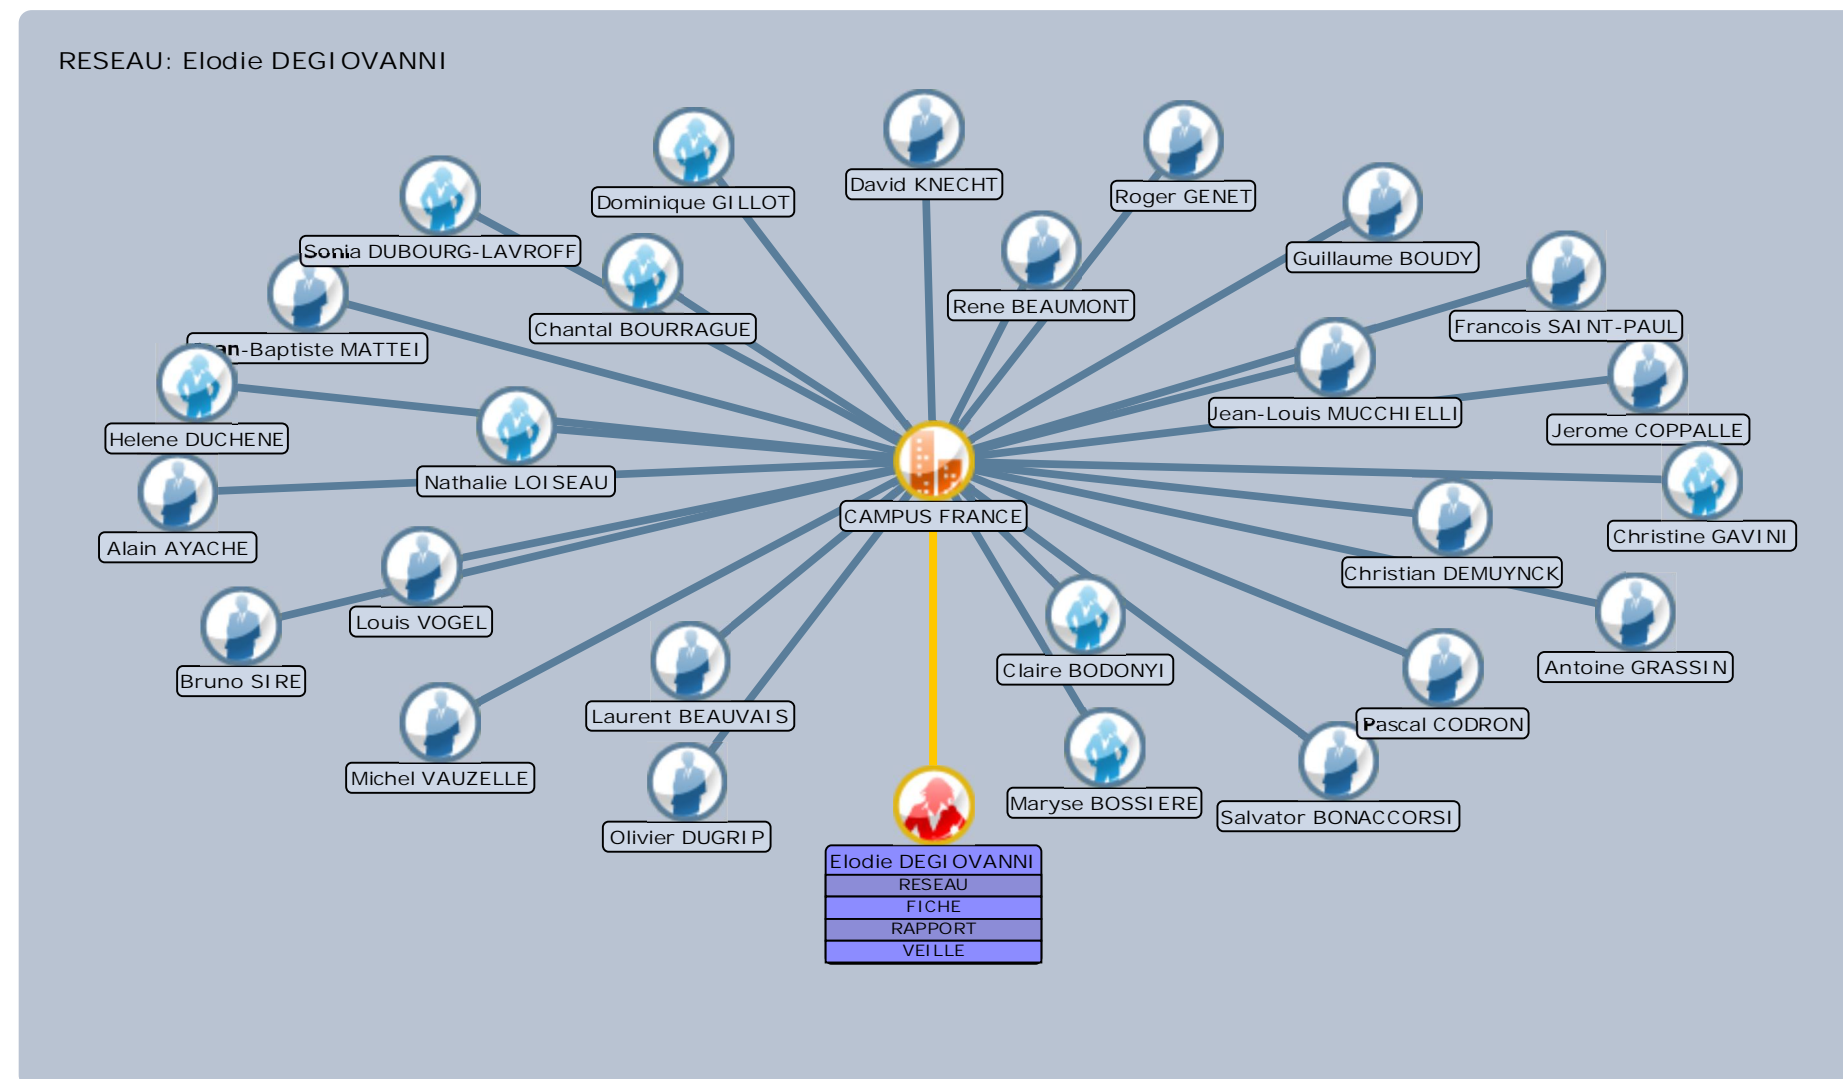 RESEAU: Elodie DEGIOVANNI
David KNECHT
Dominique GILLOT
Roger GENET
Sonia DUBOURG-LAVROFF
Guillaume BOUDY
Rene BEAUMONT
Chantal BOURRAGUE
Francois SAINT-PAUL
-Baptiste MATTEI
Jean-Louis MUCCHIELLI
Jerome COPPALLE
Helene DUCHENE
Nathalie LOISEAU
CAMPUS FRANCE
Christine GAVINI
Alain AYACHE
Christian DEMUYNCK
Louis VOGEL
Antoine GRASSIN
Claire BODONYI
Bruno SIRE
Laurent BEAUVAIS
Pascal CODRON
Michel VAUZELLE
Maryse BOSSIERE
Salvator BONACCORSI
Olivier DUGRIP
Elodie DEGIOVANNI
RESEAU
FICHE
RAPPORT
VEILLE